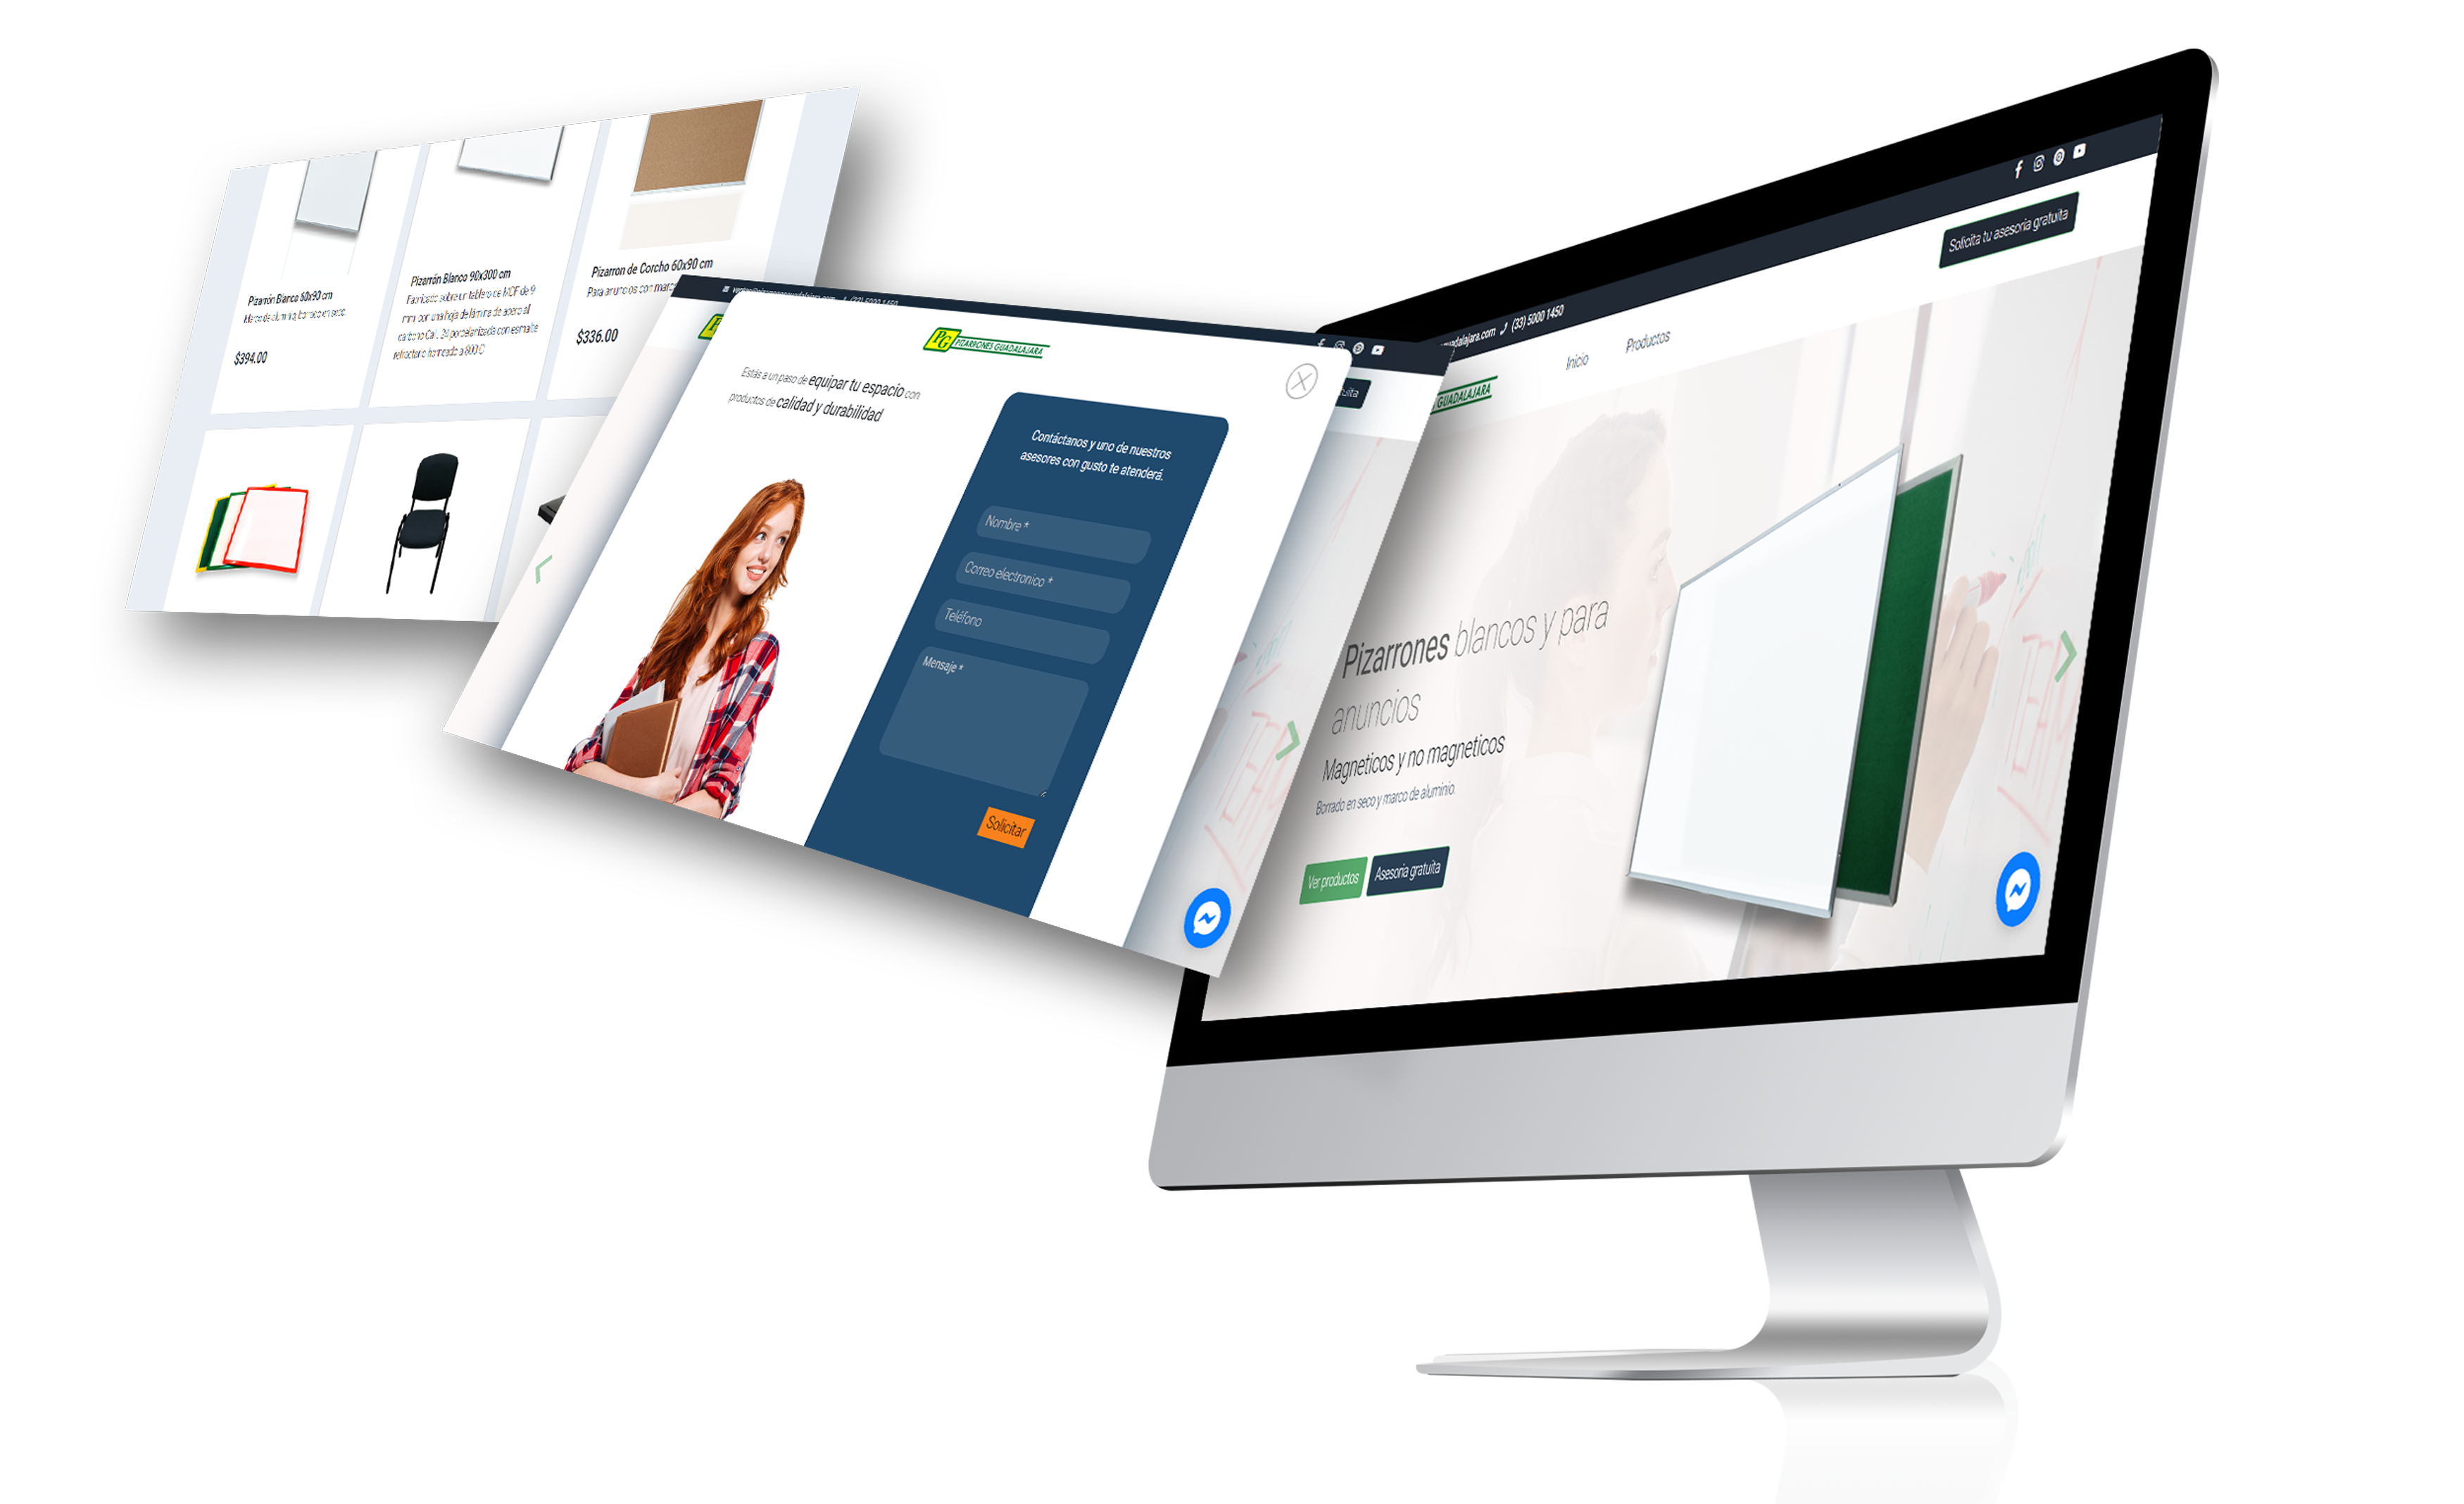 Pizarrón Blanco 60x90 cm
Marco de aluminio, borrado en seco.
$394.00
Pizarrón Blanco 90x300 cm
Fabricado sobre un tablero de MDF de 9
mm. por una hoja de lámina de acero al
carbono Cal. 24 porcelanizada con esmalte
refractario horneado a 800 C
Pizarron de Corcho 60x90 cm
Para anuncios con
$336.00
(33) 5000 1450
PG PIZARRONES GUADALAJARA
Estás a un paso de equipar tu espacio con
productos de calidad y durabilidad
Contáctanos y uno de nuestros
asesores con gusto te atenderá.
Nombre *
Correo electronico *
Teléfono
Mensaje *
Solicitar
(33) 5000 1450
Solicita tu asesoria gratuita
GUADALAJARA
Inicio
Productos
Pizarrones blancos y para
anuncios
Magneticos y no magneticos
Borrado en seco y marco de aluminio.
Ver productos
Asesoria gratuita